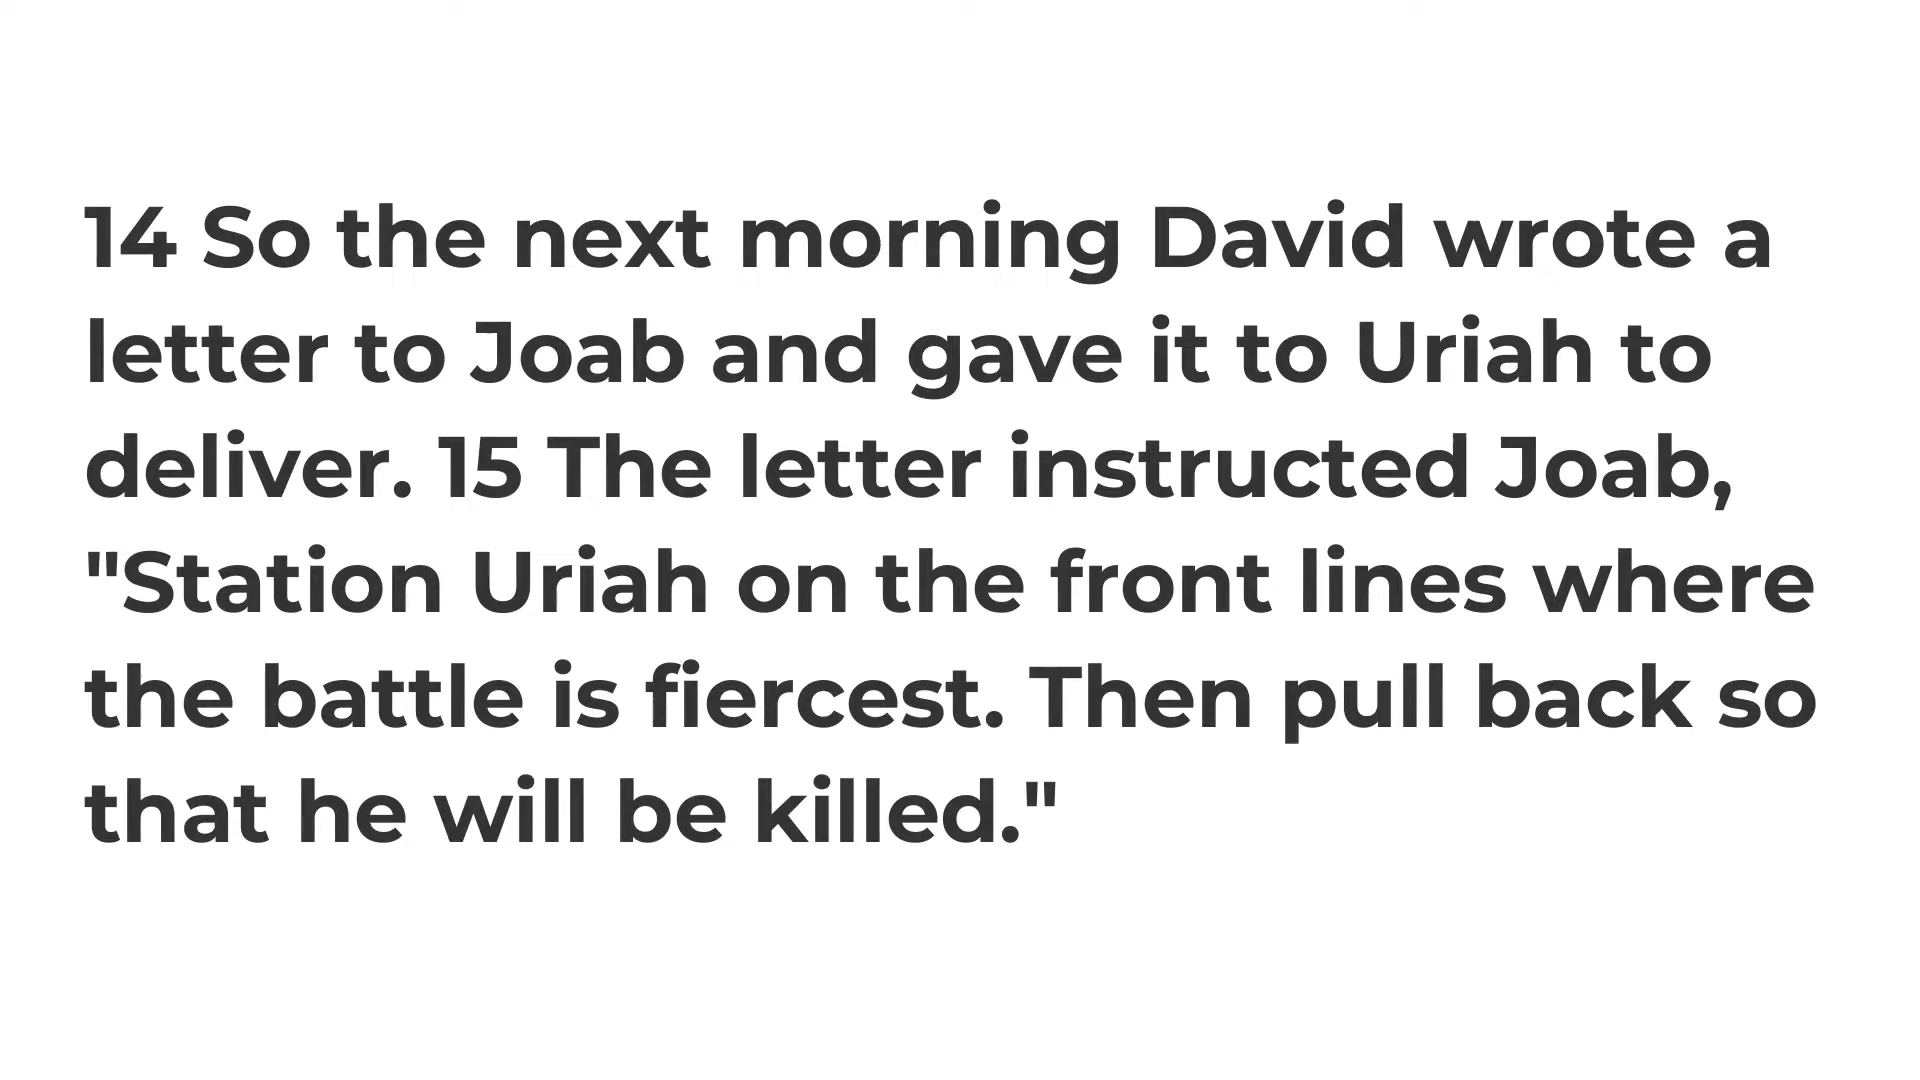 14 So the next morning David wrote a
letter to Joab and gave it to Uriah to
deliver. 15 The letter instructed Joab,
"Station Uriah on the front lines where
the battle is fiercest. Then pull back so
that he will be killed."